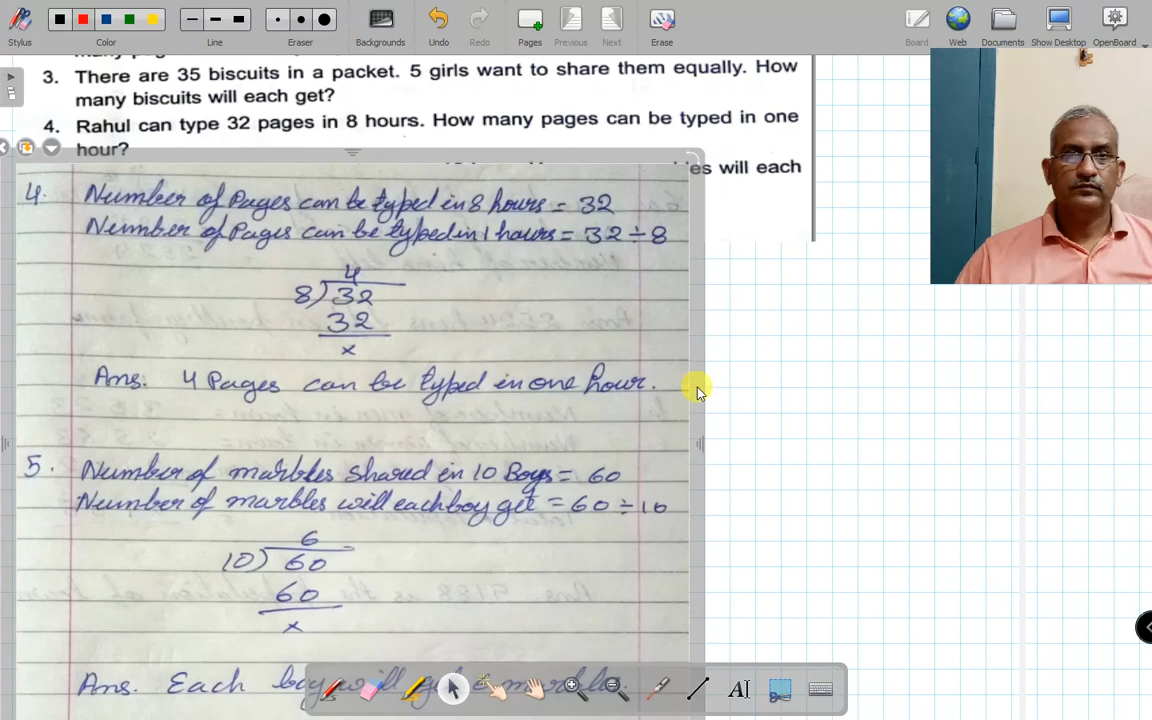 Stylus
Color
Line
Eraser
Backgrounds
Undo
Redo
Pages
Previous
Next
Erase
Board
Web
Documents
Show Desktop
OpenBoard
3. There are 35 biscuits in a packet. 5 girls want to share them equally. How
many biscuits will each get?
4. Rahul can type 32 pages in 8 hours. How many pages can be typed in one
hour?
es will each
4. Number of Pages can be typed in 8 hours = 32
Number of Pages can be typed in 1 hours = 32 ÷ 8
4
8) 32
32
x
Ans. 4 Pages can be typed in one hour.
5. Number of marbles shared in 10 Boys = 60
Number of marbles will each boy get = 60 ÷ 10
6
10) 60
60
x
Ans. Each boy will